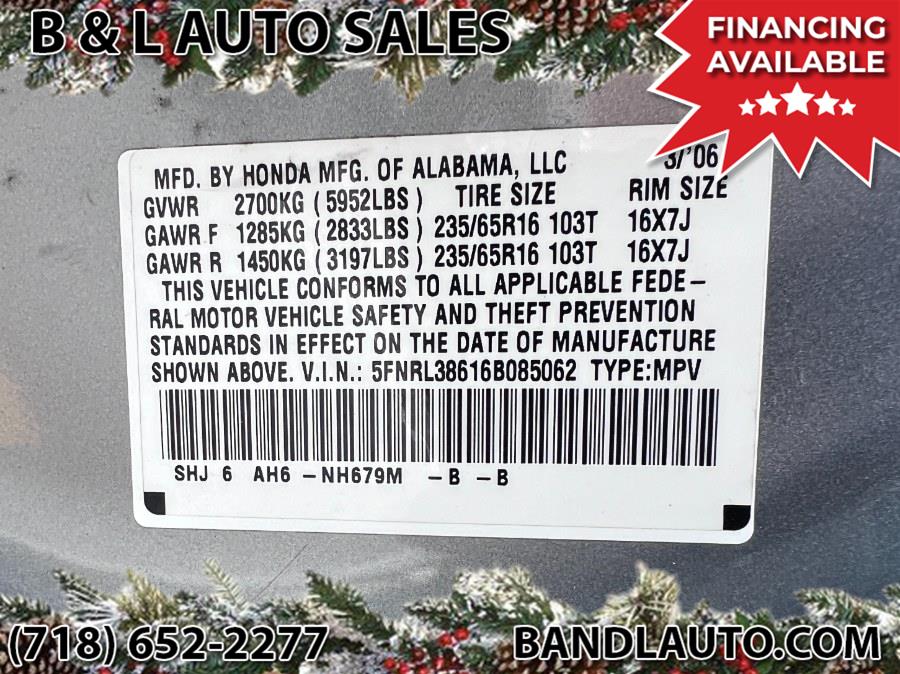 B & L AUTO SALES
FINANCING
AVAILABLE
MFD. BY HONDA MFG. OF ALABAMA, LLC 3/'06
GVWR 2700KG (5952LBS) TIRE SIZE RIM SIZE
GAWR F 1285KG (2833LBS) 235/65R16 103T 16X7J
GAWR R 1450KG (3197LBS) 235/65R16 103T 16X7J
THIS VEHICLE CONFORMS TO ALL APPLICABLE FEDE-
RAL MOTOR VEHICLE SAFETY AND THEFT PREVENTION
STANDARDS IN EFFECT ON THE DATE OF MANUFACTURE
SHOWN ABOVE. V.I.N.: 5FNRL38616B085062 TYPE:MPV
SHJ 6 AH6 -NH679M -B -B
(718) 652-2277
BANDLAUTO.COM